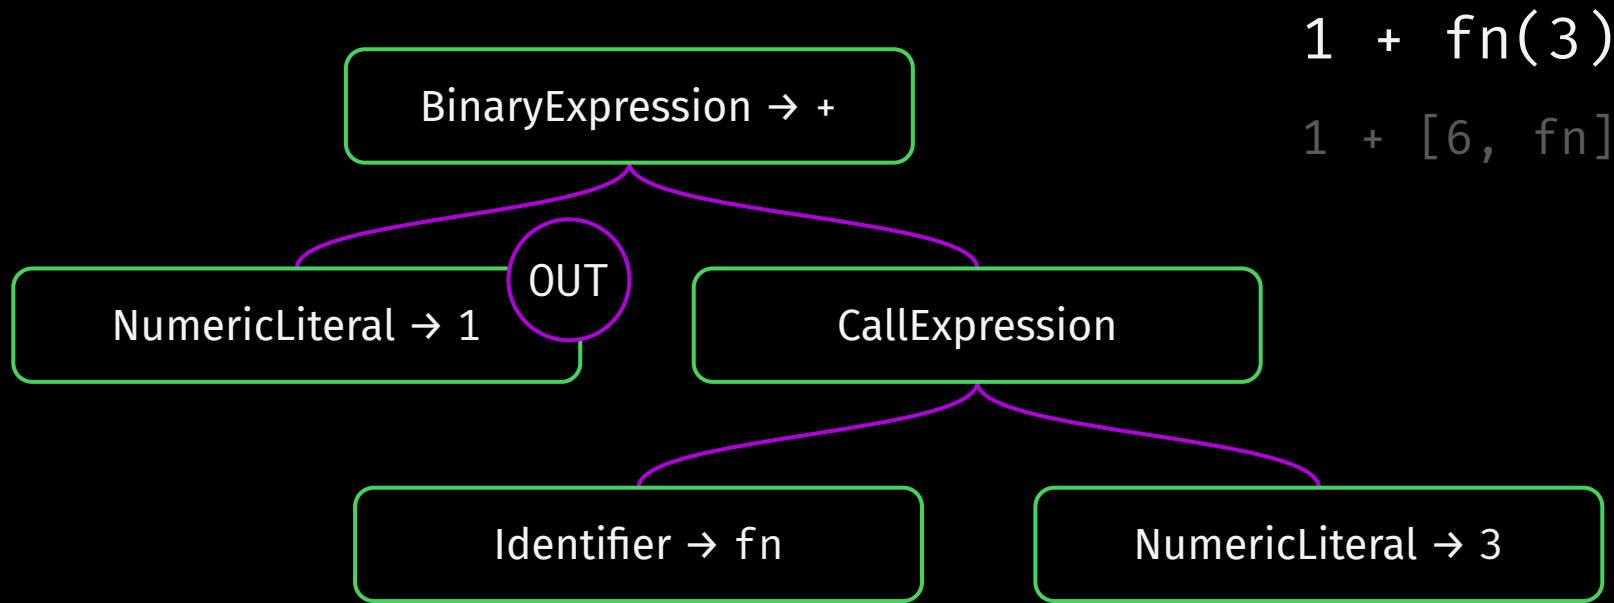 1 + fn(3)
1 + [6, fn]
BinaryExpression → +
OUT
NumericLiteral → 1
CallExpression
Identifier → fn
NumericLiteral → 3